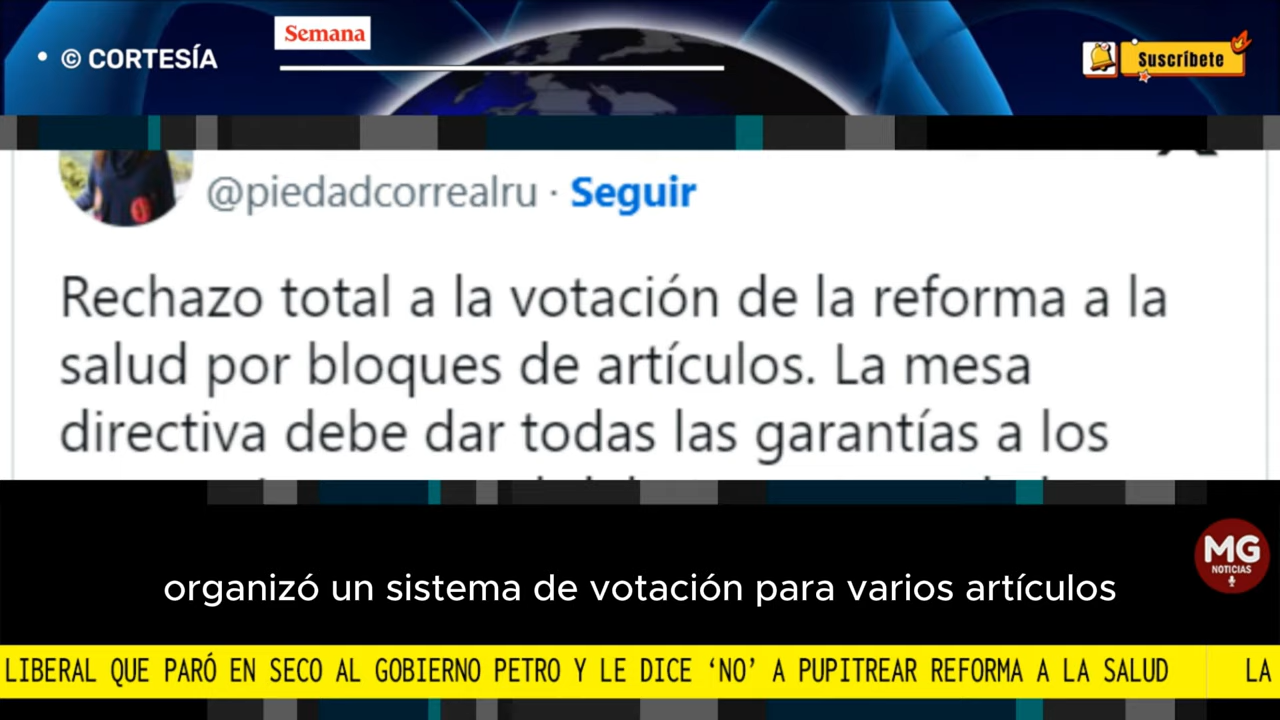 Semana
• © CORTESÍA
Suscríbete
@piedadcorrealru · Seguir
Rechazo total a la votación de la reforma a la
salud por bloques de artículos. La mesa
directiva debe dar todas las garantías a los
MG
NOTICIAS
organizó un sistema de votación para varios artículos
LIBERAL QUE PARÓ EN SECO AL GOBIERNO PETRO Y LE DICE ‘NO’ A PUPITREAR REFORMA A LA SALUD LA